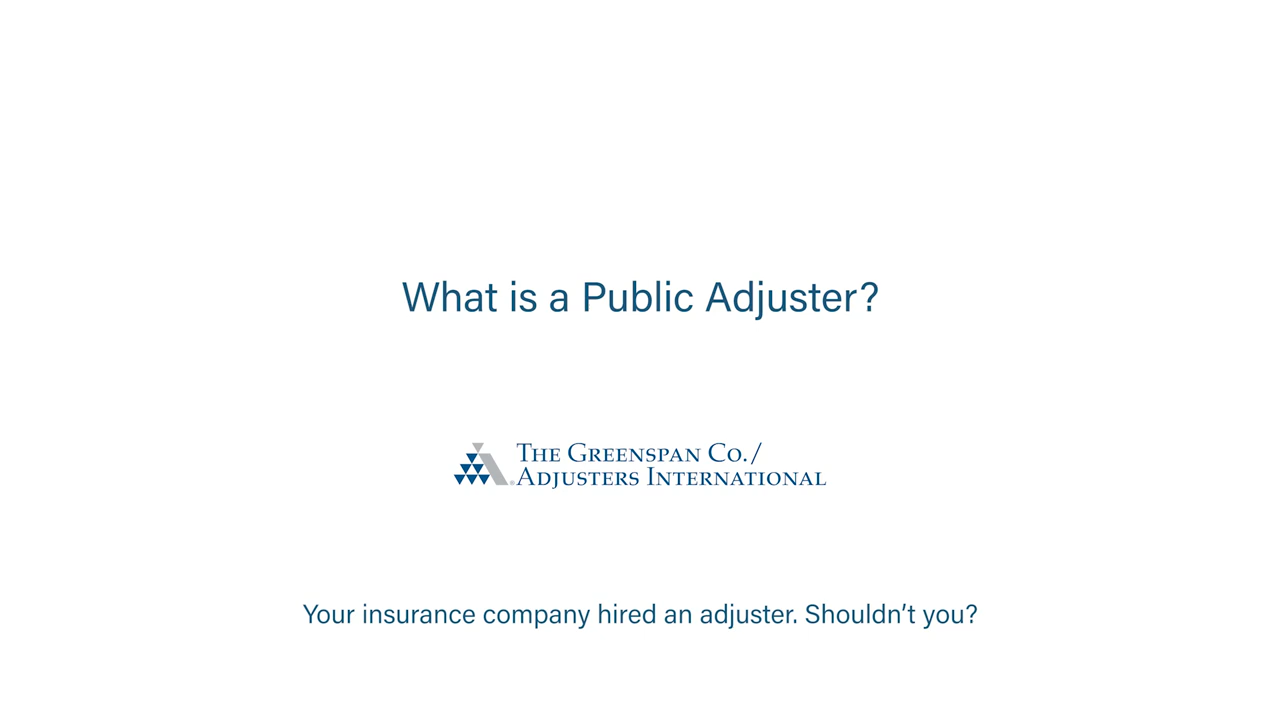 What is a Public Adjuster?
THE GREENSPAN CO./
® ADJUSTERS INTERNATIONAL
Your insurance company hired an adjuster. Shouldn’t you?